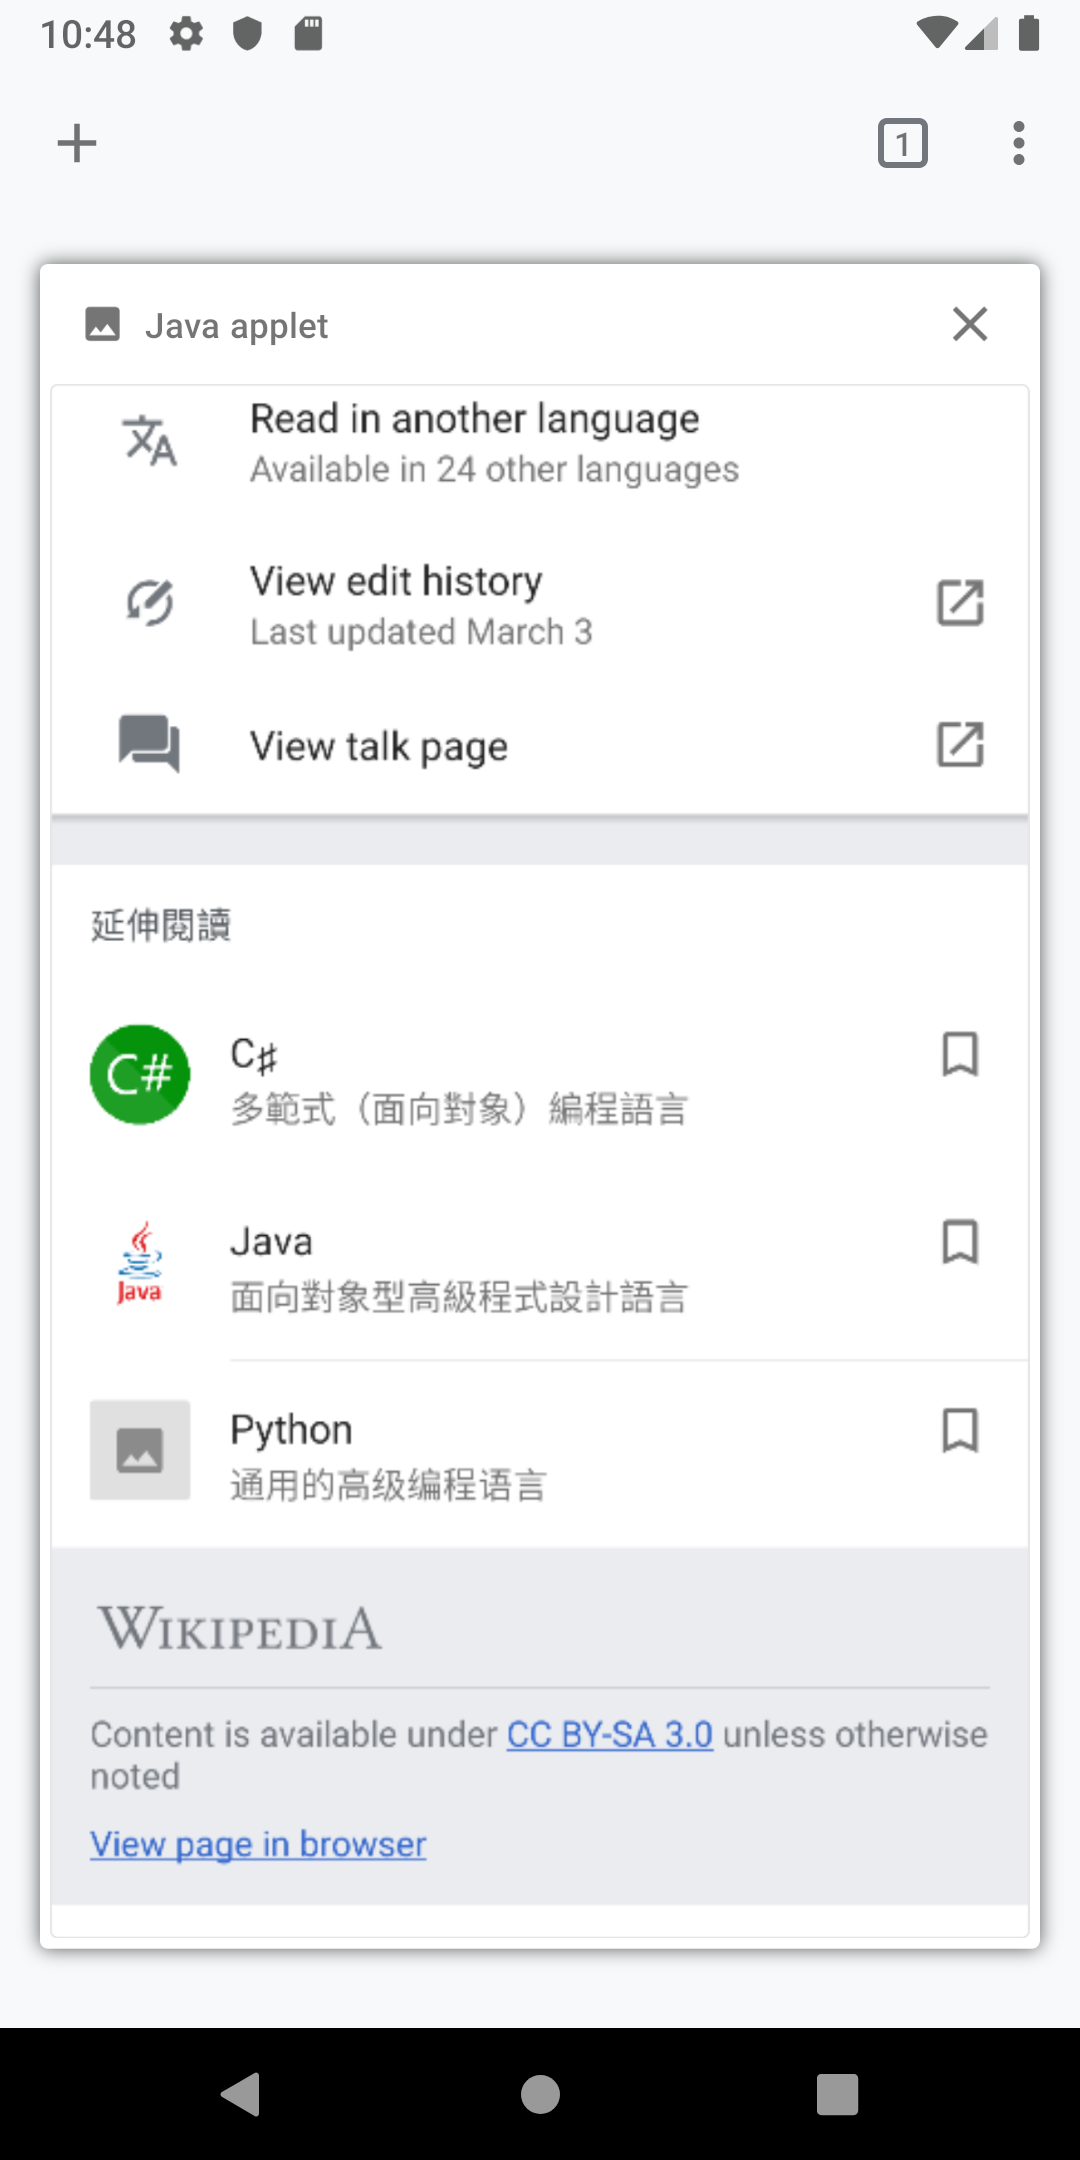 10:48
1
Java applet
Read in another language
Available in 24 other languages
View edit history
Last updated March 3
View talk page
延伸閱讀
C#
C♯
多範式（面向對象）編程語言
Java
Java
面向對象型高級程式設計語言
Python
通用的高级编程语言
WIKIPEDIA
Content is available under CC BY-SA 3.0 unless otherwise
noted
View page in browser